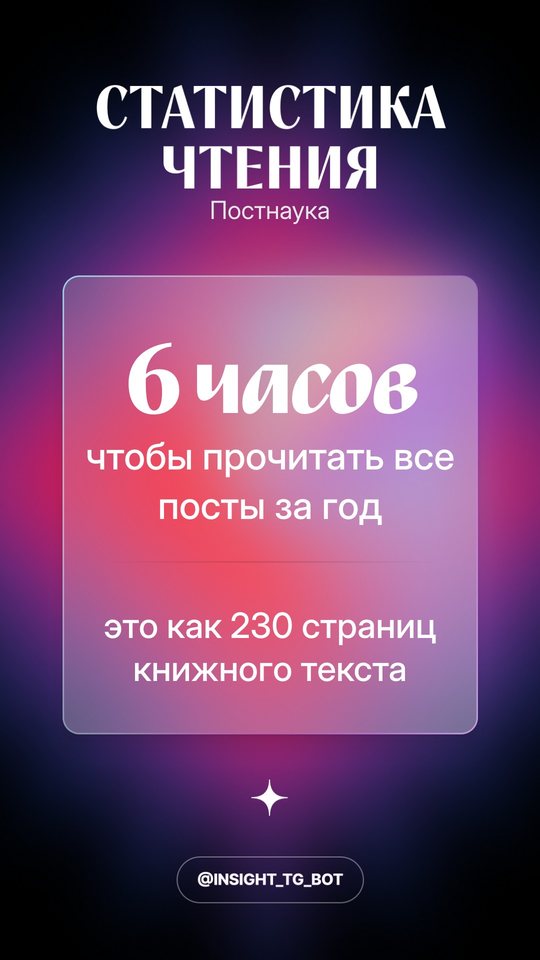 СТАТИСТИКА
ЧТЕНИЯ
Постнаука
6 часов
чтобы прочитать все
посты за год
это как 230 страниц
книжного текста
@INSIGHT_TG_BOT